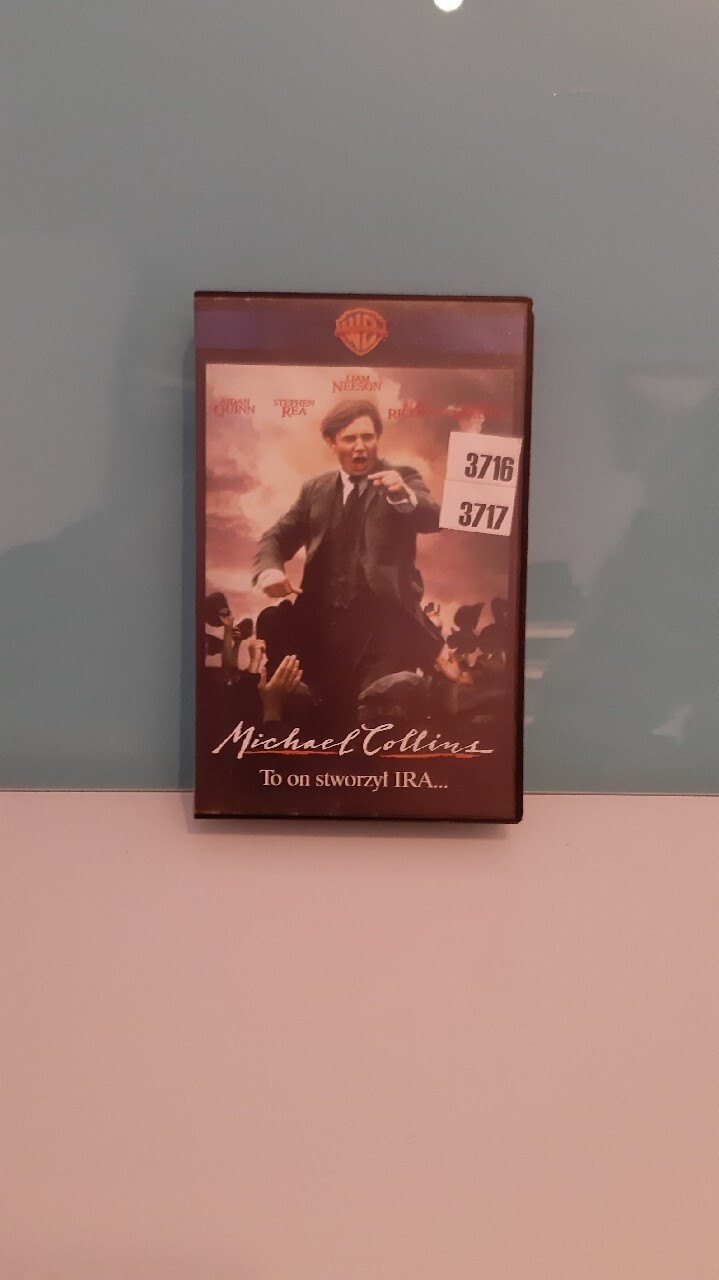 LIAM
NEESON
AIDAN
QUINN
STEPHEN
REA
3716
3717
Michael Collins
To on stworzył IRA...